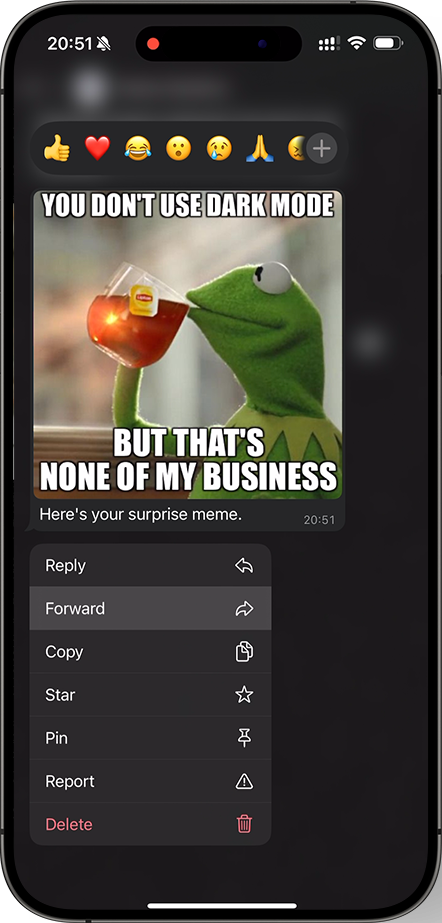 20:51
YOU DON'T USE DARK MODE
Lipton
BUT THAT'S
NONE OF MY BUSINESS
Here's your surprise meme.
20:51
Reply
Forward
Copy
Star
Pin
Report
Delete